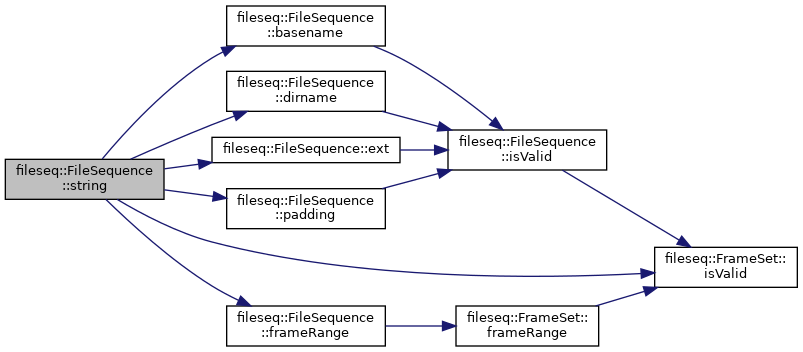 fileseq::FileSequence
::string
fileseq::FileSequence
::basename
fileseq::FileSequence
::dirname
fileseq::FileSequence::ext
fileseq::FileSequence
::padding
fileseq::FileSequence
::frameRange
fileseq::FileSequence
::isValid
fileseq::FrameSet::
frameRange
fileseq::FrameSet::
isValid